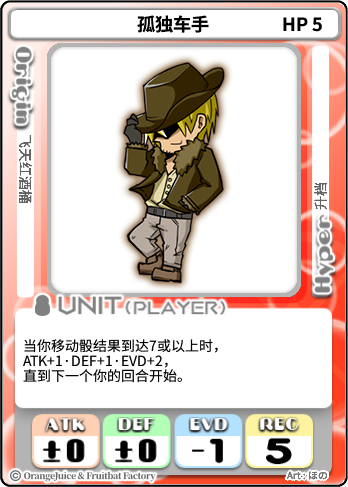 孤独车手
HP 5
Origin
飞天红酒桶
升档
Hyper
UNIT (PLAYER)
当你移动骰结果到达7或以上时，
ATK+1·DEF+1·EVD+2，
直到下一个你的回合开始。
ATK DEF EVD REC
±0 ±0 -1 5
© OrangeJuice & Fruitbat Factory
Art.: ほの